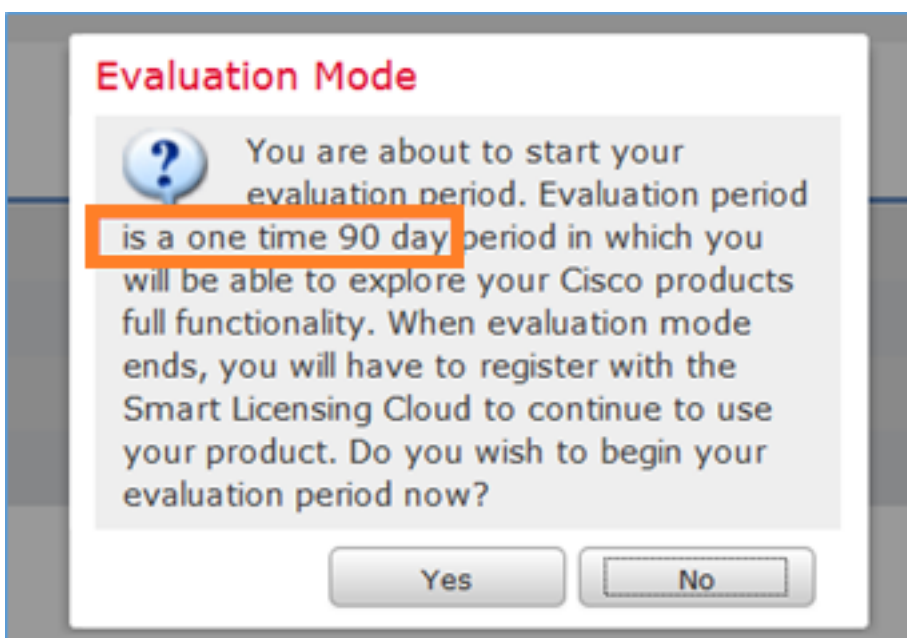 Evaluation Mode
You are about to start your
evaluation period. Evaluation period
is a one time 90 day period in which you
will be able to explore your Cisco products
full functionality. When evaluation mode
ends, you will have to register with the
Smart Licensing Cloud to continue to use
your product. Do you wish to begin your
evaluation period now?
Yes
No